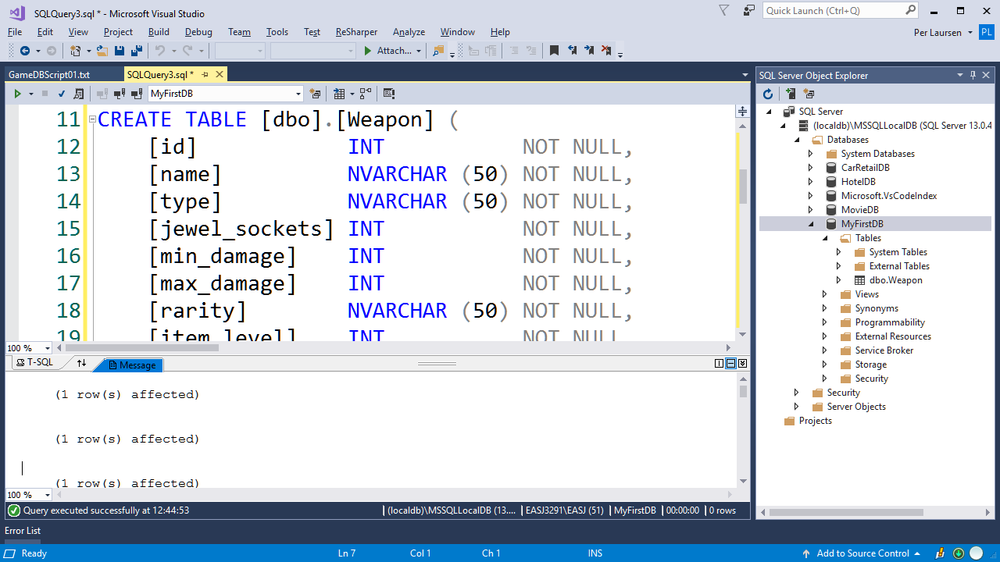 SQLQuery3.sql * - Microsoft Visual Studio
Quick Launch (Ctrl+Q)
File Edit View Project Build Debug Team Tools Test ReSharper Analyze Window Help
Per Laursen PL
Attach...
GameDBScript01.txt SQLQuery3.sql *
MyFirstDB
11 CREATE TABLE [dbo].[Weapon] (
12 [id] INT NOT NULL,
13 [name] NVARCHAR (50) NOT NULL,
14 [type] NVARCHAR (50) NOT NULL,
15 [jewel_sockets] INT NOT NULL,
16 [min_damage] INT NOT NULL,
17 [max_damage] INT NOT NULL,
18 [rarity] NVARCHAR (50) NOT NULL,
19 [item_level] INT NOT NULL,
100 %
T-SQL Message
(1 row(s) affected)
(1 row(s) affected)
(1 row(s) affected)
100 %
Query executed successfully at 12:44:53 (localdb)\MSSQLLocalDB (13.... EASJ3291\EASJ (51) MyFirstDB 00:00:00 0 rows
SQL Server Object Explorer
SQL Server
(localdb)\MSSQLLocalDB (SQL Server 13.0.4
Databases
System Databases
CarRetailDB
HotelDB
Microsoft.VsCodeIndex
MovieDB
MyFirstDB
Tables
System Tables
External Tables
dbo.Weapon
Views
Synonyms
Programmability
External Resources
Service Broker
Storage
Security
Security
Server Objects
Projects
Error List
Ready Ln 7 Col 1 Ch 1 INS Add to Source Control